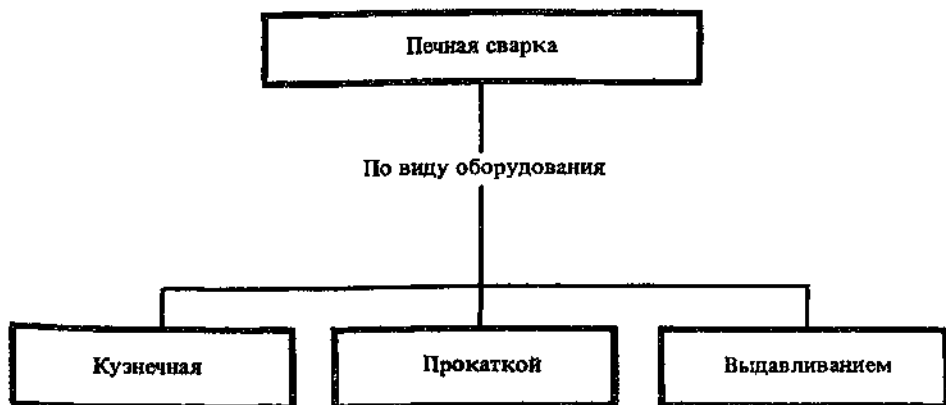 Печная сварка
По виду оборудования
Кузнечная
Прокаткой
Выдавливанием